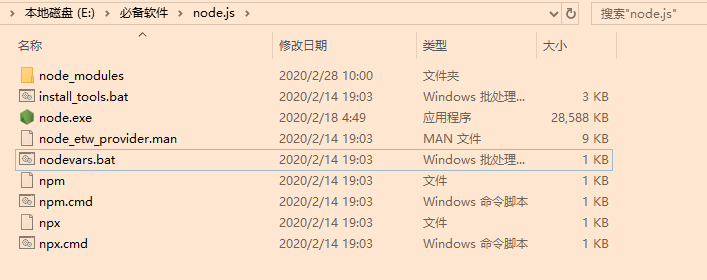 本地磁盘 (E:) › 必备软件 › node.js
搜索"node.js"
名称 修改日期 类型 大小
node_modules 2020/2/28 10:00 文件夹
install_tools.bat 2020/2/14 19:03 Windows 批处理... 3 KB
node.exe 2020/2/18 4:49 应用程序 28,588 KB
node_etw_provider.man 2020/2/14 19:03 MAN 文件 9 KB
nodevars.bat 2020/2/14 19:03 Windows 批处理... 1 KB
npm 2020/2/14 19:03 文件 1 KB
npm.cmd 2020/2/14 19:03 Windows 命令脚本 1 KB
npx 2020/2/14 19:03 文件 1 KB
npx.cmd 2020/2/14 19:03 Windows 命令脚本 1 KB